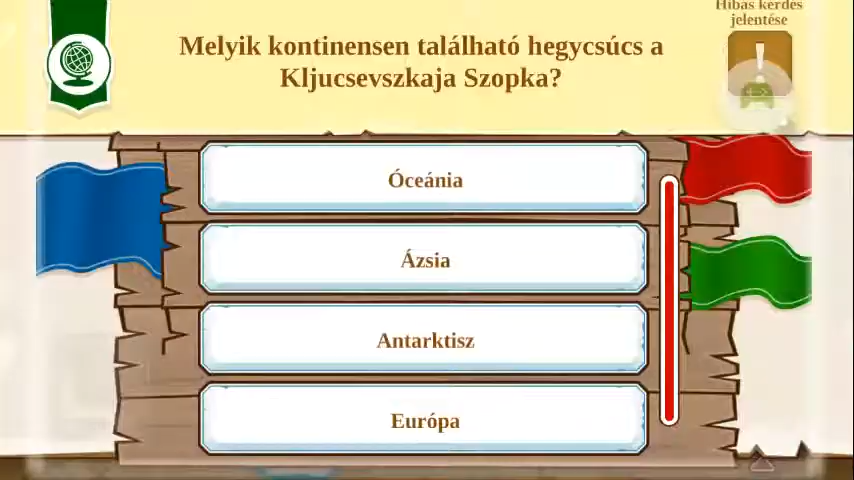 Hibás kérdés
jelentése
Melyik kontinensen található hegycsúcs a
Kljucsevszkaja Szopka?
Óceánia
Ázsia
Antarktisz
Európa